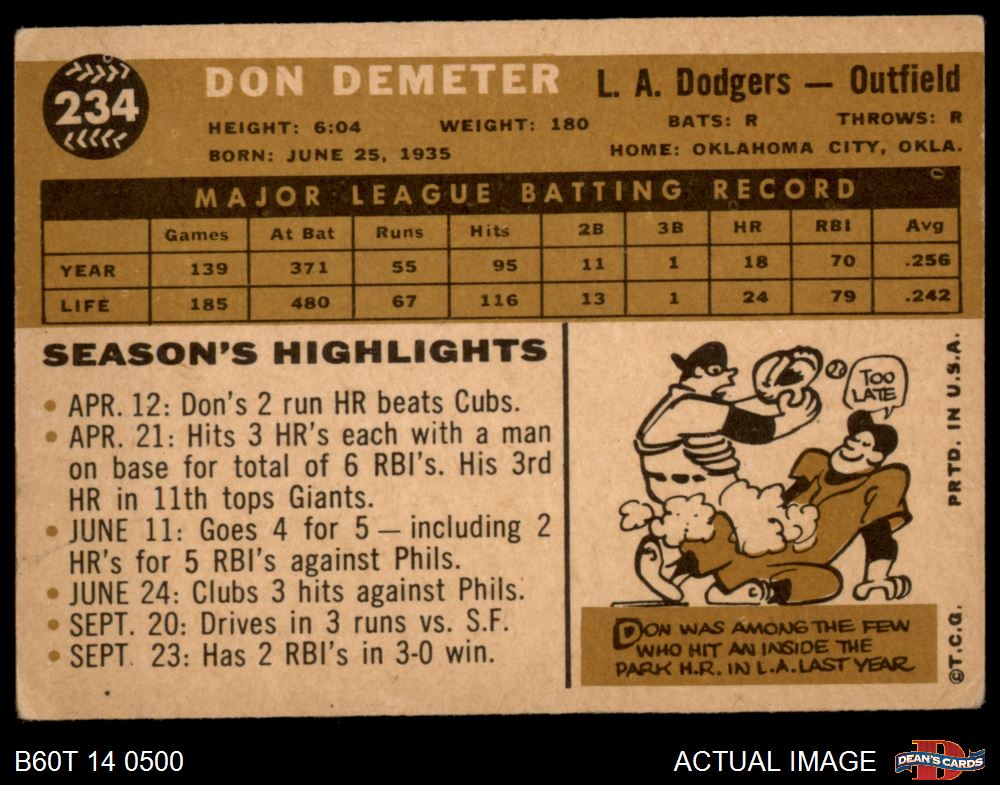 234
DON DEMETER
L. A. Dodgers — Outfield
HEIGHT: 6:04 WEIGHT: 180 BATS: R THROWS: R
BORN: JUNE 25, 1935 HOME: OKLAHOMA CITY, OKLA.
MAJOR LEAGUE BATTING RECORD
Games At Bat Runs Hits 2B 3B HR RBI Avg
YEAR 139 371 55 95 11 1 18 70 .256
LIFE 185 480 67 116 13 1 24 79 .242
SEASON'S HIGHLIGHTS
• APR. 12: Don's 2 run HR beats Cubs.
• APR. 21: Hits 3 HR's each with a man
on base for total of 6 RBI's. His 3rd
HR in 11th tops Giants.
• JUNE 11: Goes 4 for 5 — including 2
HR's for 5 RBI's against Phils.
• JUNE 24: Clubs 3 hits against Phils.
• SEPT. 20: Drives in 3 runs vs. S.F.
• SEPT. 23: Has 2 RBI's in 3-0 win.
TOO
LATE
DON WAS AMONG THE FEW
WHO HIT AN INSIDE THE
PARK H.R. IN L.A. LAST YEAR
©T.C.G. PRTD. IN U.S.A.
B60T 14 0500
ACTUAL IMAGE
D
DEAN'S CARDS